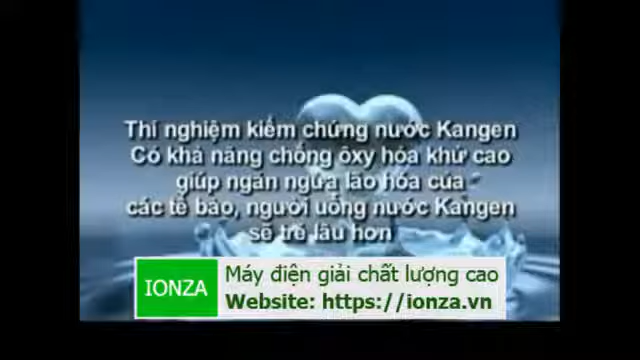 Thí nghiệm kiểm chứng nước Kangen
Có khả năng chống ôxy hóa khử cao
giúp ngăn ngừa lão hóa của
các tế bào, người uống nước Kangen
sẽ trẻ lâu hơn
IONZA
Máy điện giải chất lượng cao
Website: https://ionza.vn